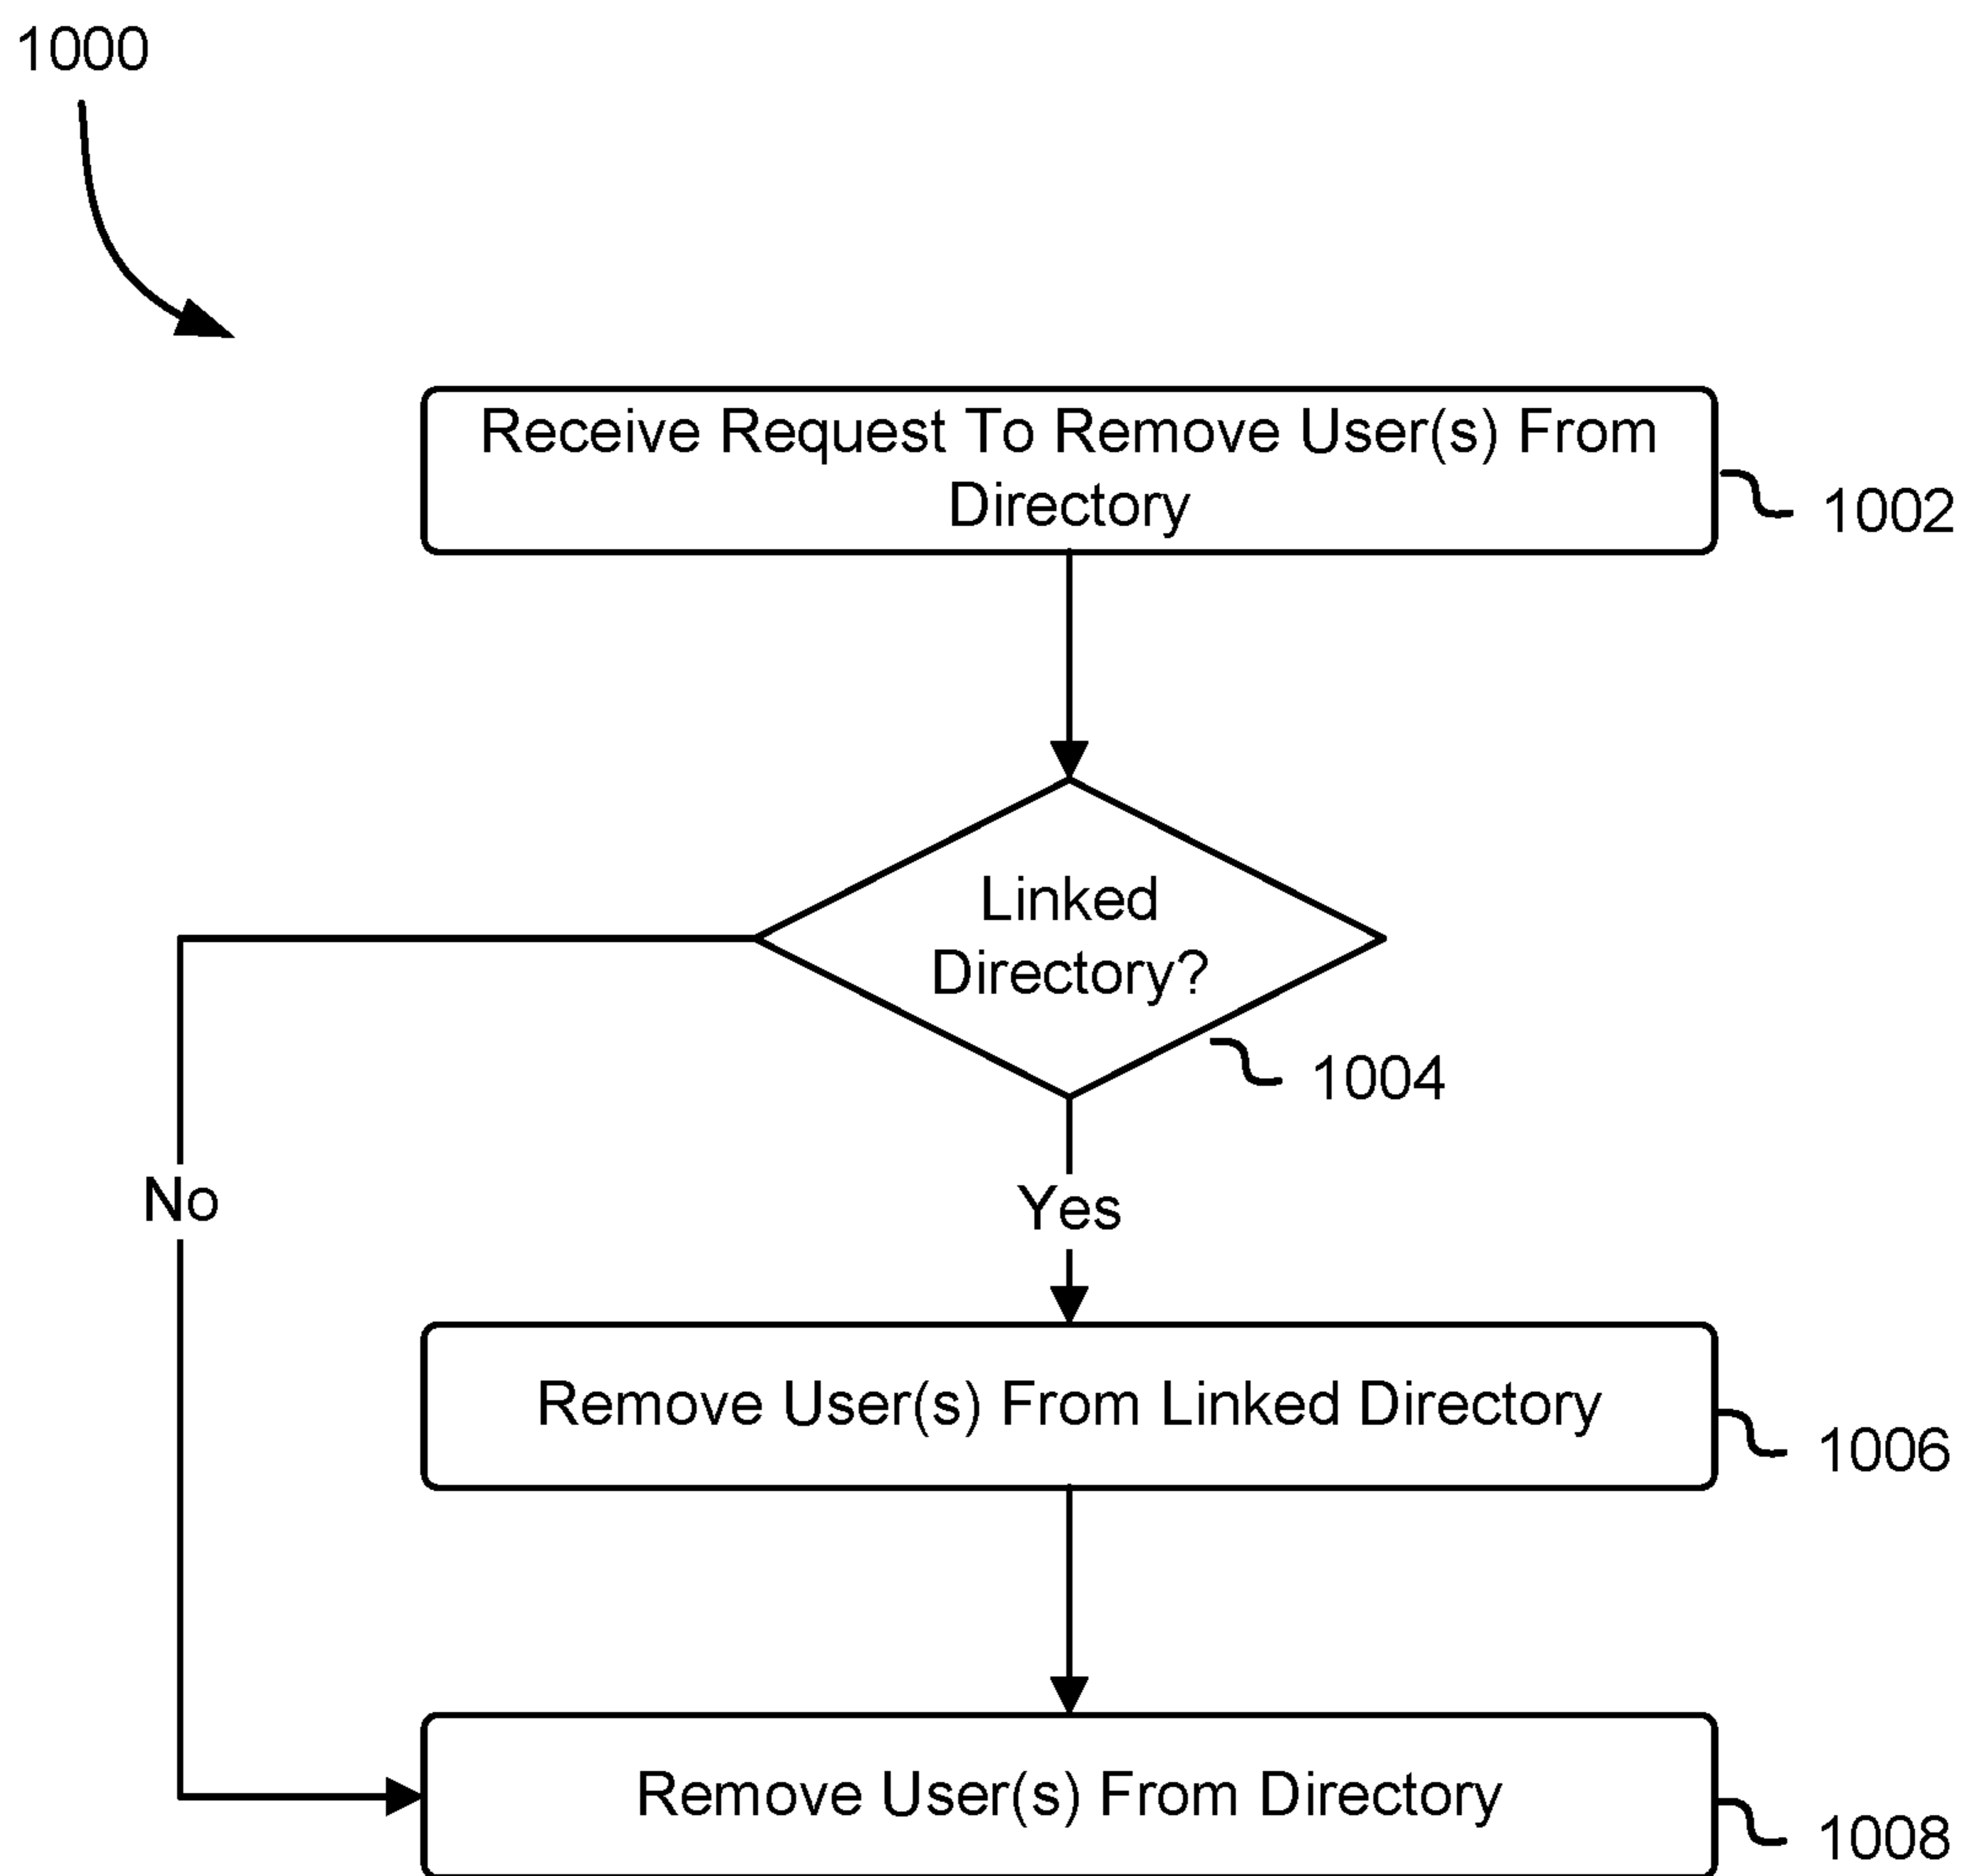 1000
Receive Request To Remove User(s) From
Directory
1002
Linked
Directory?
1004
No
Yes
Remove User(s) From Linked Directory
1006
Remove User(s) From Directory
1008